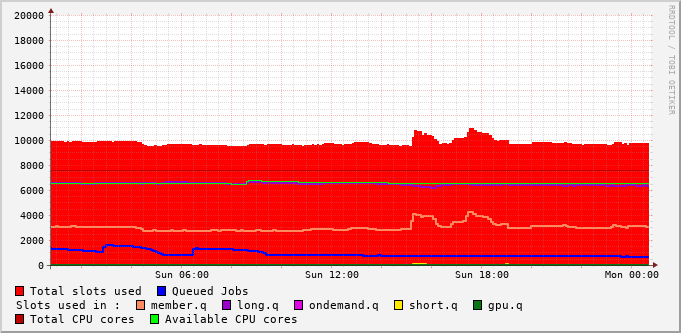 20000
18000
16000
14000
12000
10000
8000
6000
4000
2000
0
Sun 06:00 Sun 12:00 Sun 18:00 Mon 00:00
RRDTOOL / TOBI OETIKER
Total slots used Queued Jobs
Slots used in : member.q long.q ondemand.q short.q gpu.q
Total CPU cores Available CPU cores